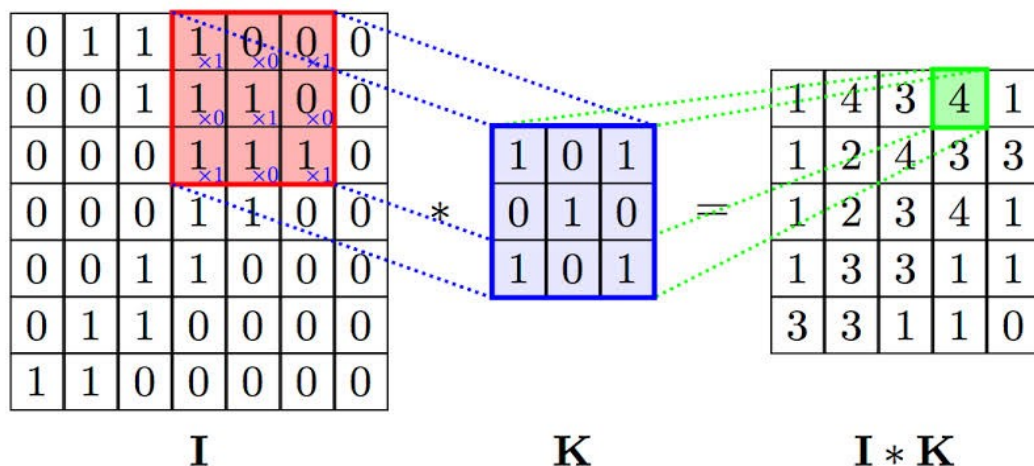 0 1 1 1×1 0×0 0×1 0
0 0 1 1×0 1×1 0×0 0
0 0 0 1×1 1×0 1×1 0
0 0 0 1 1 0 0
0 0 1 1 0 0 0
0 1 1 0 0 0 0
1 1 0 0 0 0 0
I
*
1 0 1
0 1 0
1 0 1
K
=
1 4 3 4 1
1 2 4 3 3
1 2 3 4 1
1 3 3 1 1
3 3 1 1 0
I * K